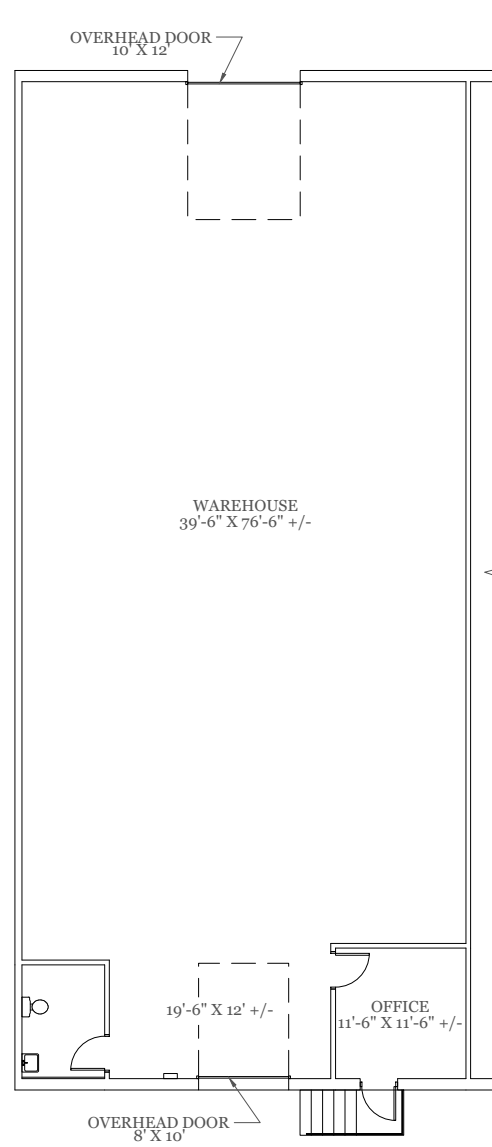 OVERHEAD DOOR
10' X 12'
WAREHOUSE
39'-6" X 76'-6" +/-
19'-6" X 12' +/-
OFFICE
11'-6" X 11'-6" +/-
OVERHEAD DOOR
8' X 10'